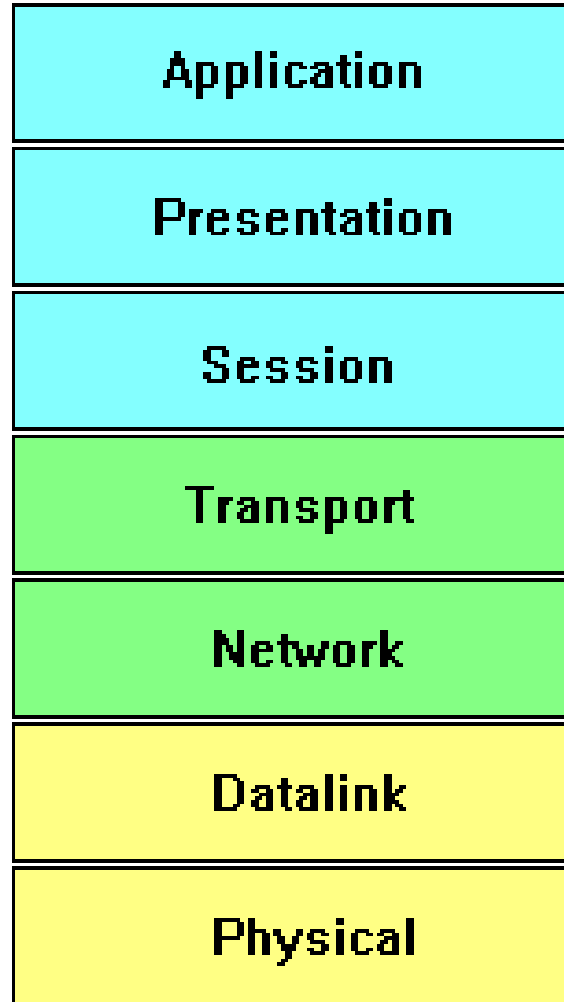 Application
Presentation
Session
Transport
Network
Datalink
Physical